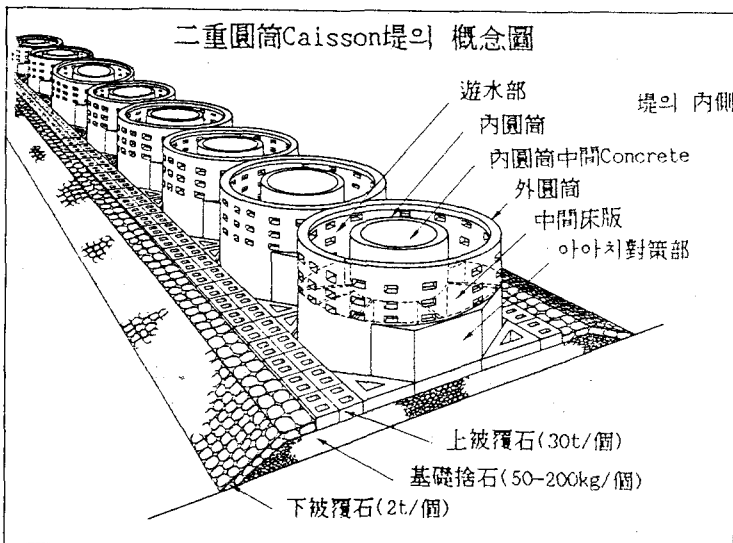 二重圓筒Caisson堤의 概念圖
遊水部
堤의 內側
內圓筒
內圓筒中間Concrete
外圓筒
中間床版
아아치對策部
上被覆石(30t/個)
基礎捨石(50-200kg/個)
下被覆石(2t/個)